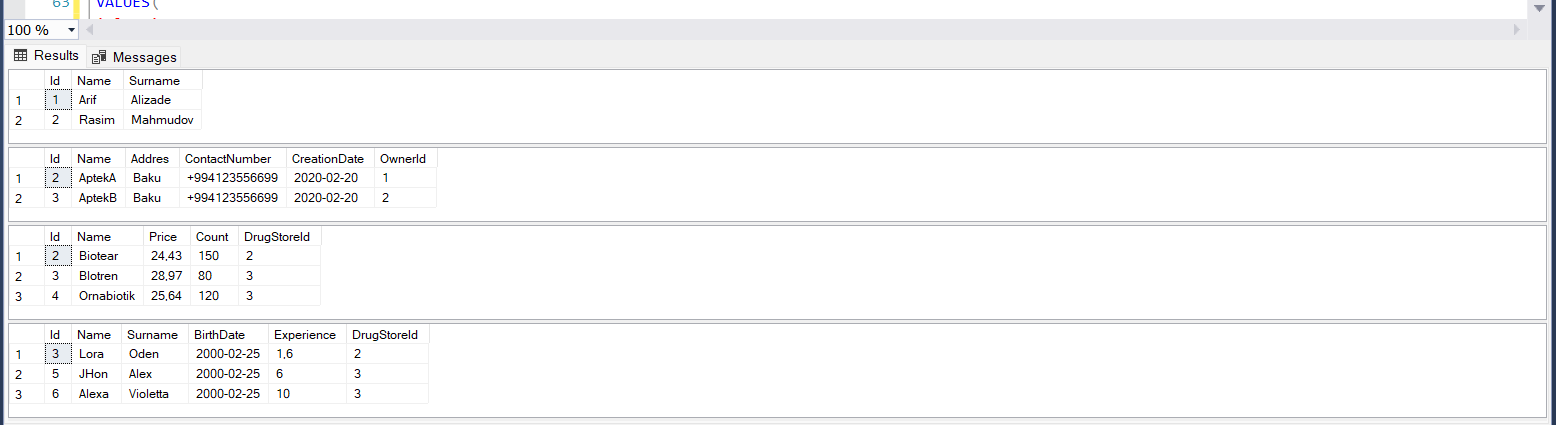 63 VALUES(
100 %
Results Messages
Id Name Surname
1 1 Arif Alizade
2 2 Rasim Mahmudov
Id Name Addres ContactNumber CreationDate OwnerId
1 2 AptekA Baku +994123556699 2020-02-20 1
2 3 AptekB Baku +994123556699 2020-02-20 2
Id Name Price Count DrugStoreId
1 2 Biotear 24,43 150 2
2 3 Blotren 28,97 80 3
3 4 Ornabiotik 25,64 120 3
Id Name Surname BirthDate Experience DrugStoreId
1 3 Lora Oden 2000-02-25 1,6 2
2 5 JHon Alex 2000-02-25 6 3
3 6 Alexa Violetta 2000-02-25 10 3